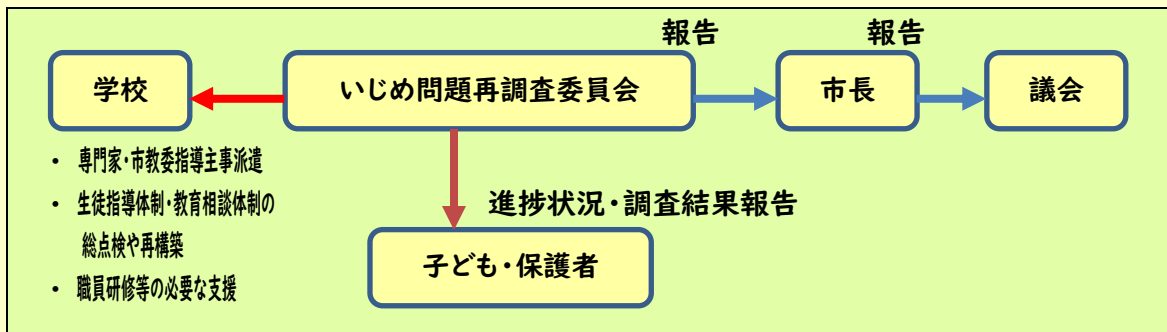 報告
報告
学校
いじめ問題再調査委員会
市長
議会
・ 専門家・市教委指導主事派遣
・ 生徒指導体制・教育相談体制の
総点検や再構築
・ 職員研修等の必要な支援
進捗状況・調査結果報告
子ども・保護者